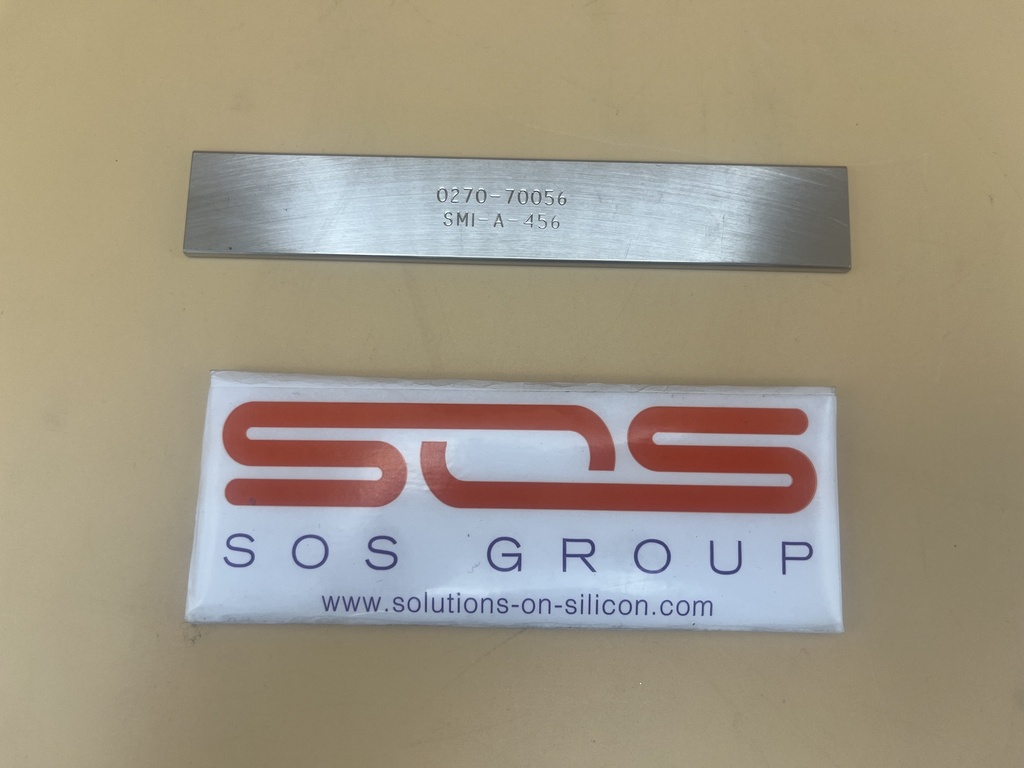 0270-70056
SMI-A-456
SOS
SOS GROUP
www.solutions-on-silicon.com